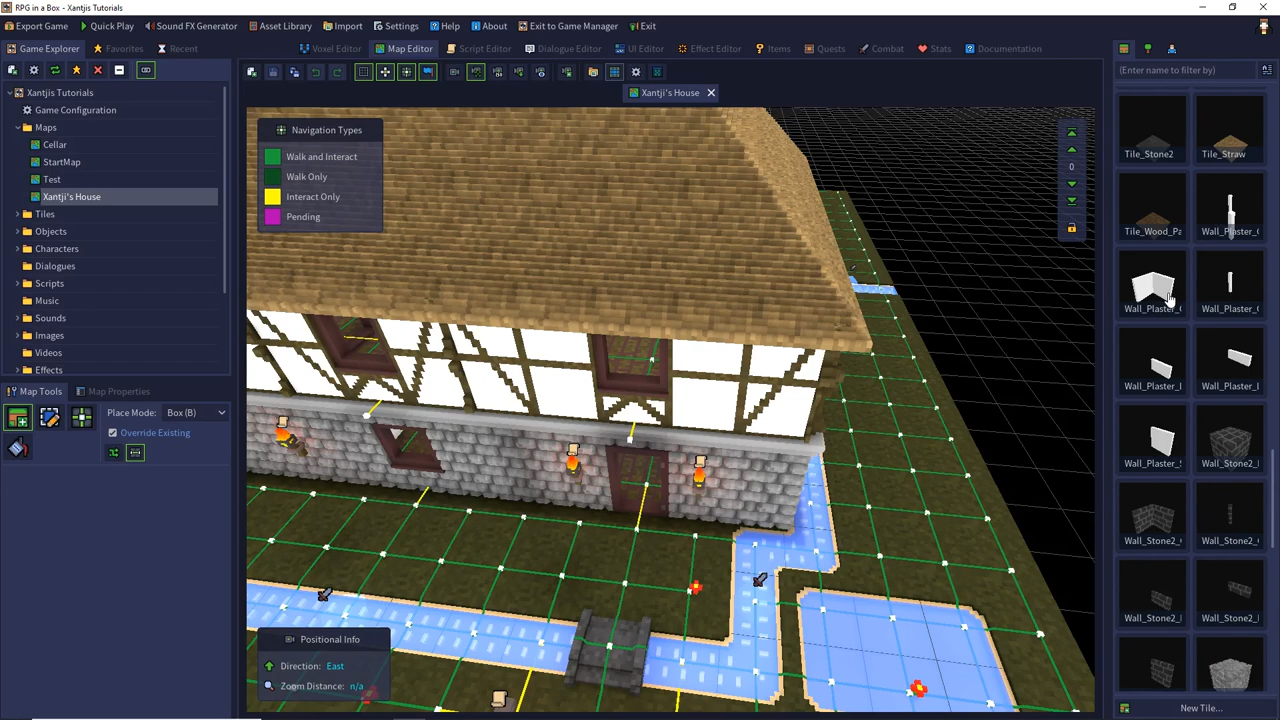 RPG in a Box - Xantjis Tutorials
Export Game Quick Play Sound FX Generator Asset Library Import Settings Help About Exit to Game Manager Exit
Game Explorer Favorites Recent Voxel Editor Map Editor Script Editor Dialogue Editor UI Editor Effect Editor Items Quests Combat Stats Documentation
Xantji's House
(Enter name to filter by)
Xantjis Tutorials
Game Configuration
Maps
Cellar
StartMap
Test
Xantji's House
Tiles
Objects
Characters
Dialogues
Scripts
Music
Sounds
Images
Videos
Effects
Map Tools Map Properties
Place Mode: Box (B)
Override Existing
Navigation Types
Walk and Interact
Walk Only
Interact Only
Pending
0
Positional Info
Direction: East
Zoom Distance: n/a
Tile_Stone2 Tile_Straw
Tile_Wood_Pa Wall_Plaster_
Wall_Plaster_ Wall_Plaster_
Wall_Plaster_ Wall_Plaster_
Wall_Plaster_ Wall_Stone2_
Wall_Stone2_ Wall_Stone2_
Wall_Stone2_ Wall_Stone2_
New Tile...